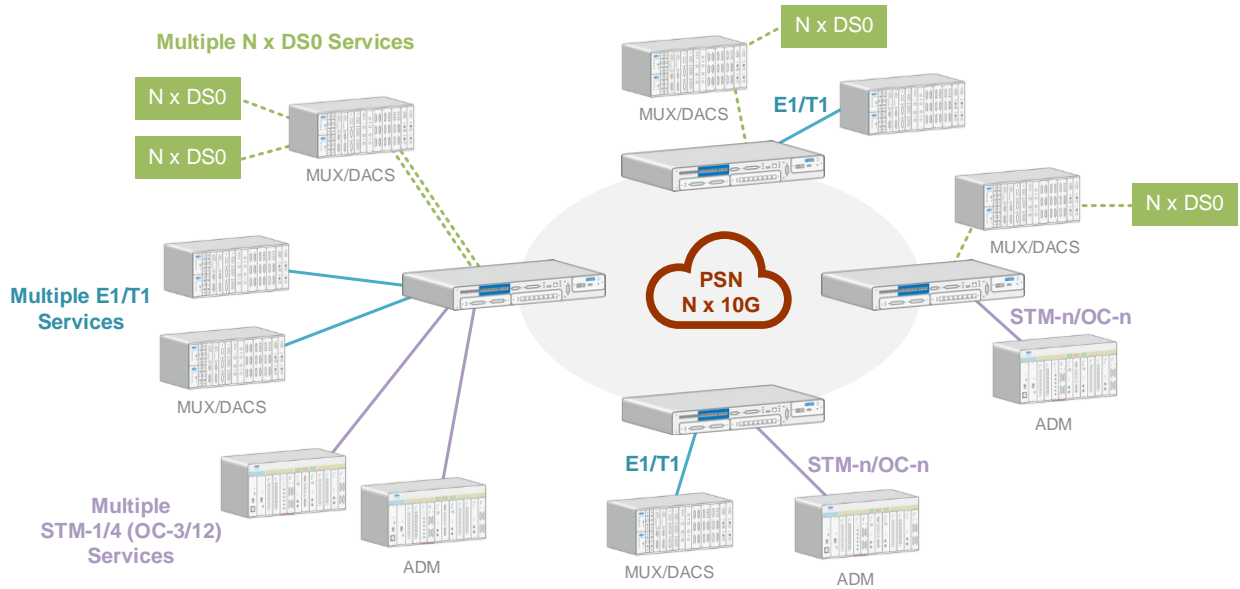 Multiple N x DS0 Services
N x DS0
N x DS0
MUX/DACS
N x DS0
MUX/DACS
E1/T1
N x DS0
MUX/DACS
PSN
N x 10G
Multiple E1/T1
Services
MUX/DACS
STM-n/OC-n
ADM
E1/T1
STM-n/OC-n
Multiple
STM-1/4 (OC-3/12)
Services
ADM
MUX/DACS
ADM